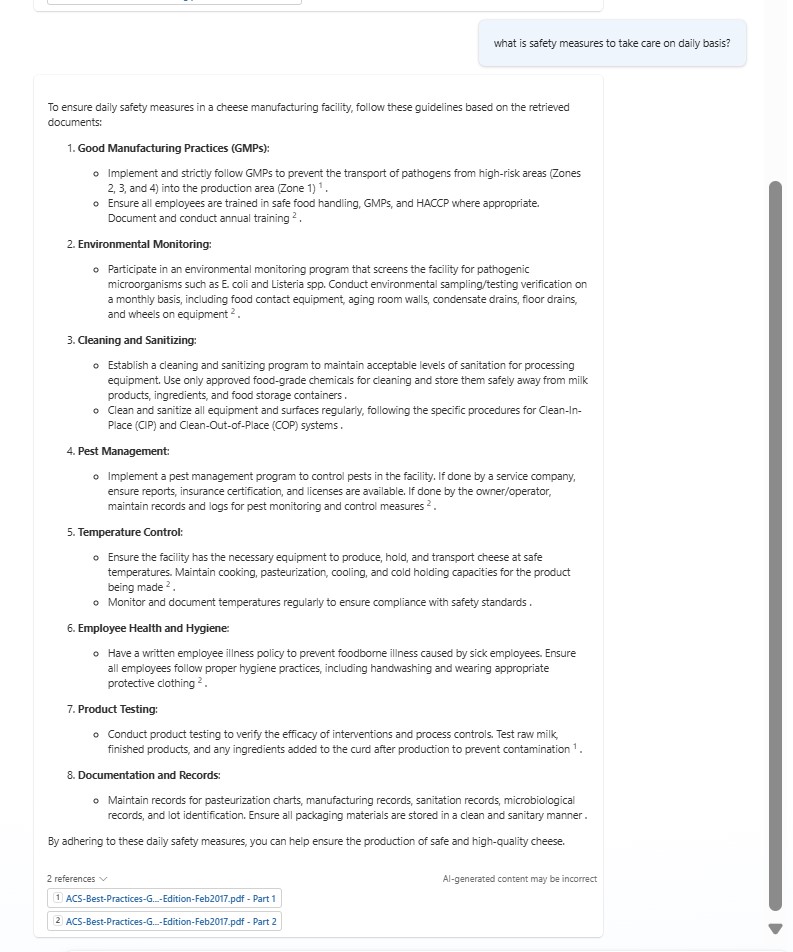 what is safety measures to take care on daily basis?
To ensure daily safety measures in a cheese manufacturing facility, follow these guidelines based on the retrieved
documents:
1. Good Manufacturing Practices (GMPs):
o Implement and strictly follow GMPs to prevent the transport of pathogens from high-risk areas (Zones
2, 3, and 4) into the production area (Zone 1) 1 .
o Ensure all employees are trained in safe food handling, GMPs, and HACCP where appropriate.
Document and conduct annual training 2 .
2. Environmental Monitoring:
o Participate in an environmental monitoring program that screens the facility for pathogenic
microorganisms such as E. coli and Listeria spp. Conduct environmental sampling/testing verification on
a monthly basis, including food contact equipment, aging room walls, condensate drains, floor drains,
and wheels on equipment 2 .
3. Cleaning and Sanitizing:
o Establish a cleaning and sanitizing program to maintain acceptable levels of sanitation for processing
equipment. Use only approved food-grade chemicals for cleaning and store them safely away from milk
products, ingredients, and food storage containers .
o Clean and sanitize all equipment and surfaces regularly, following the specific procedures for Clean-In-
Place (CIP) and Clean-Out-of-Place (COP) systems .
4. Pest Management:
o Implement a pest management program to control pests in the facility. If done by a service company,
ensure reports, insurance certification, and licenses are available. If done by the owner/operator,
maintain records and logs for pest monitoring and control measures 2 .
5. Temperature Control:
o Ensure the facility has the necessary equipment to produce, hold, and transport cheese at safe
temperatures. Maintain cooking, pasteurization, cooling, and cold holding capacities for the product
being made 2 .
o Monitor and document temperatures regularly to ensure compliance with safety standards .
6. Employee Health and Hygiene:
o Have a written employee illness policy to prevent foodborne illness caused by sick employees. Ensure
all employees follow proper hygiene practices, including handwashing and wearing appropriate
protective clothing 2 .
7. Product Testing:
o Conduct product testing to verify the efficacy of interventions and process controls. Test raw milk,
finished products, and any ingredients added to the curd after production to prevent contamination 1 .
8. Documentation and Records:
o Maintain records for pasteurization charts, manufacturing records, sanitation records, microbiological
records, and lot identification. Ensure all packaging materials are stored in a clean and sanitary manner .
By adhering to these daily safety measures, you can help ensure the production of safe and high-quality cheese.
2 references AI-generated content may be incorrect
1 ACS-Best-Practices-G...-Edition-Feb2017.pdf - Part 1
2 ACS-Best-Practices-G...-Edition-Feb2017.pdf - Part 2